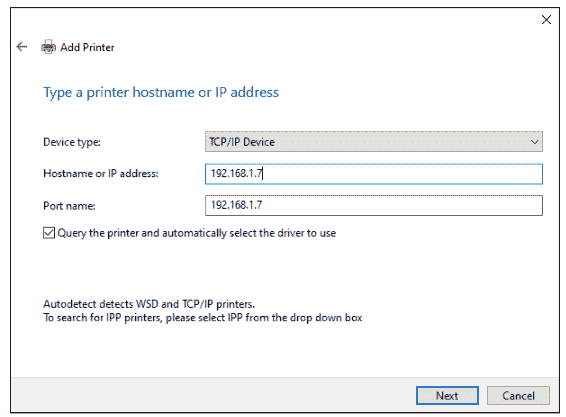 Add Printer
Type a printer hostname or IP address
Device type: TCP/IP Device
Hostname or IP address: 192.168.1.7
Port name: 192.168.1.7
Query the printer and automatically select the driver to use
Autodetect detects WSD and TCP/IP printers.
To search for IPP printers, please select IPP from the drop down box
Next Cancel